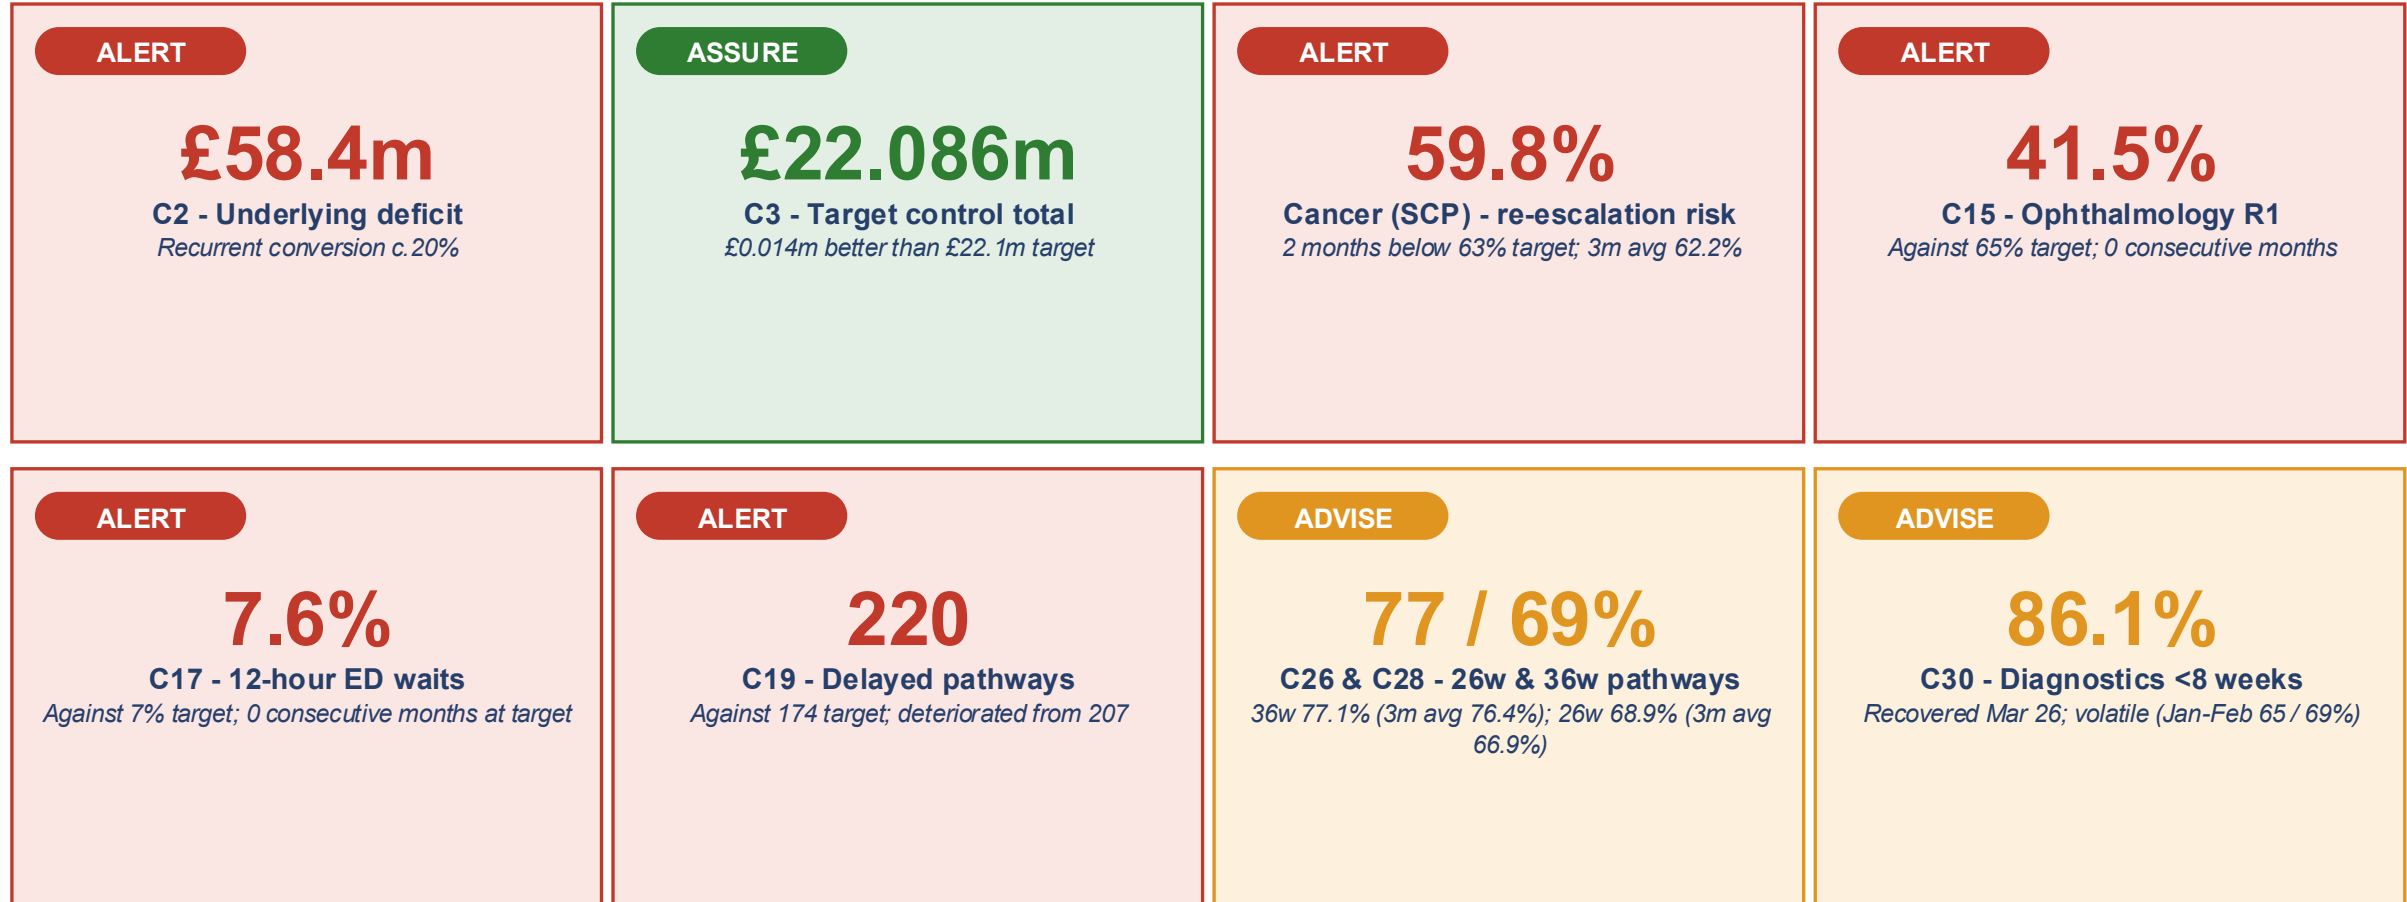 ALERT
£58.4m
C2 - Underlying deficit
Recurrent conversion c.20%
ASSURE
£22.086m
C3 - Target control total
£0.014m better than £22.1m target
ALERT
59.8%
Cancer (SCP) - re-escalation risk
2 months below 63% target; 3m avg 62.2%
ALERT
41.5%
C15 - Ophthalmology R1
Against 65% target; 0 consecutive months
ALERT
7.6%
C17 - 12-hour ED waits
Against 7% target; 0 consecutive months at target
ALERT
220
C19 - Delayed pathways
Against 174 target; deteriorated from 207
ADVISE
77 / 69%
C26 & C28 - 26w & 36w pathways
36w 77.1% (3m avg 76.4%); 26w 68.9% (3m avg
66.9%)
ADVISE
86.1%
C30 - Diagnostics <8 weeks
Recovered Mar 26; volatile (Jan-Feb 65 / 69%)